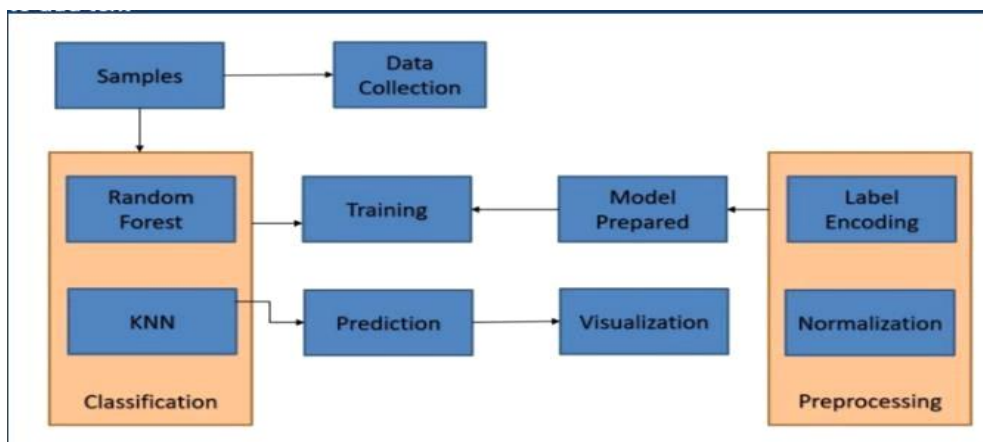 Samples
Data
Collection
Random
Forest
Training
Model
Prepared
Label
Encoding
KNN
Prediction
Visualization
Normalization
Classification
Preprocessing